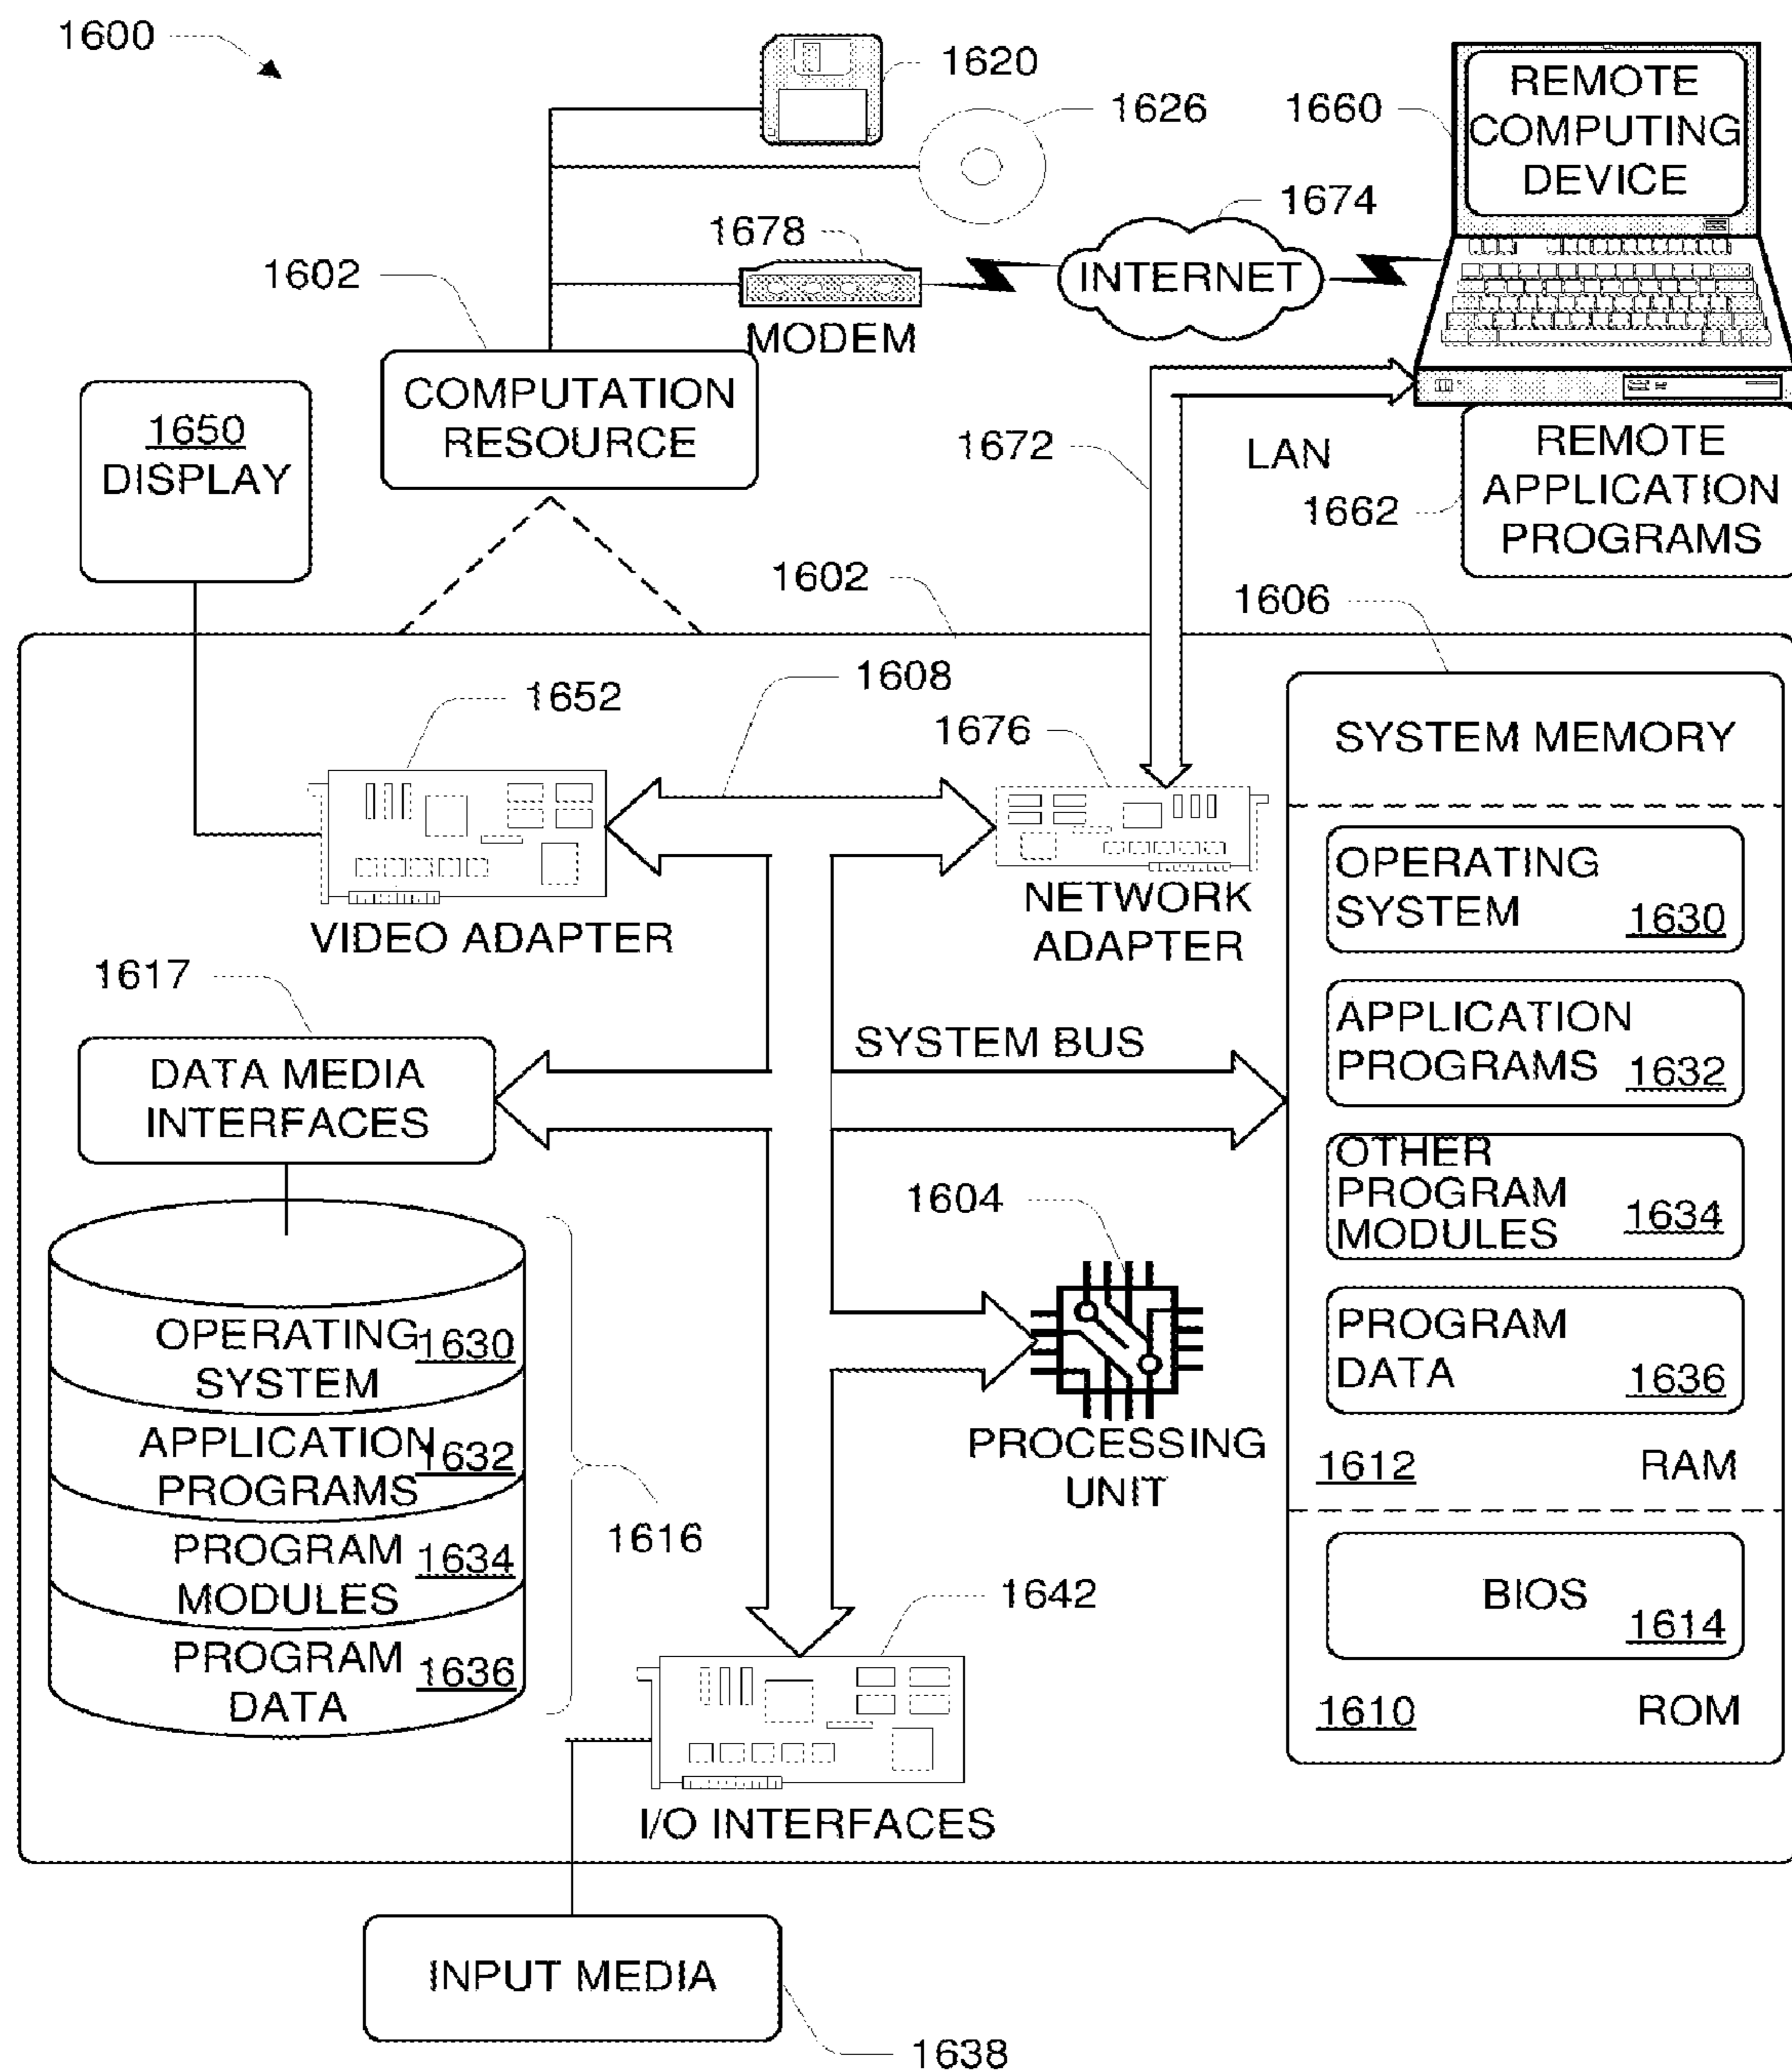 1600
1620
1626
1660
REMOTE
COMPUTING
DEVICE
1674
1678
INTERNET
1602
MODEM
COMPUTATION
RESOURCE
1650
DISPLAY
1672
LAN
REMOTE
APPLICATION
PROGRAMS
1662
1602
1606
1608
1652
1676
SYSTEM MEMORY
VIDEO ADAPTER
NETWORK
ADAPTER
OPERATING
SYSTEM 1630
1617
APPLICATION
PROGRAMS 1632
SYSTEM BUS
DATA MEDIA
INTERFACES
OTHER
PROGRAM
MODULES 1634
1604
PROGRAM
DATA 1636
OPERATING 1630
SYSTEM
APPLICATION 1632
PROGRAMS
PROGRAM 1634
MODULES
PROGRAM 1636
DATA
1616
PROCESSING
UNIT
1612 RAM
BIOS
1614
1610 ROM
1642
I/O INTERFACES
INPUT MEDIA
1638